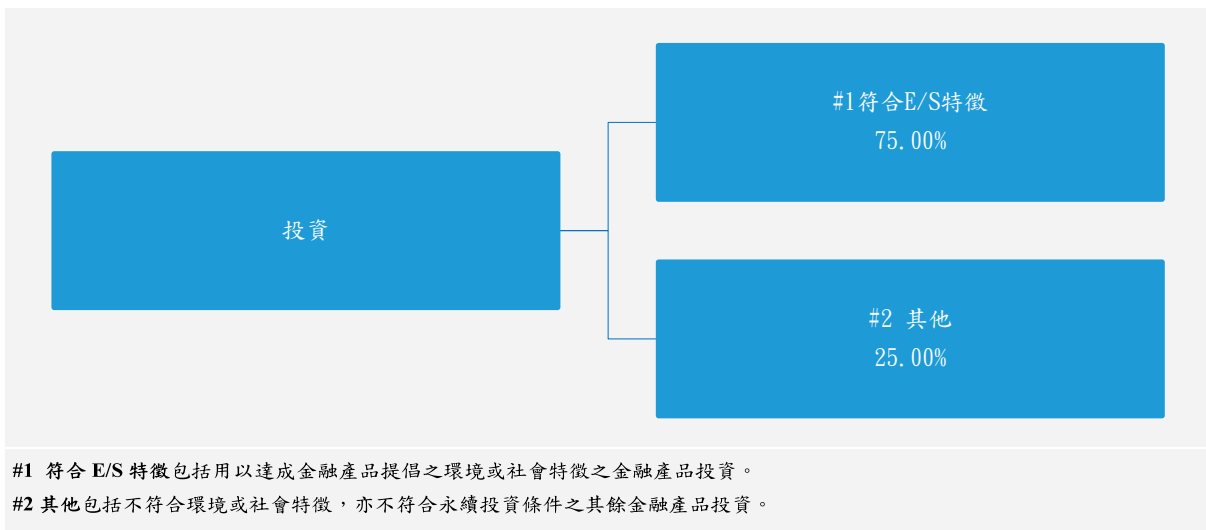 #1符合E/S特徵
75.00%
投資
#2 其他
25.00%
#1 符合 E/S 特徵包括用以達成金融產品提倡之環境或社會特徵之金融產品投資。
#2 其他包括不符合環境或社會特徵，亦不符合永續投資條件之其餘金融產品投資。